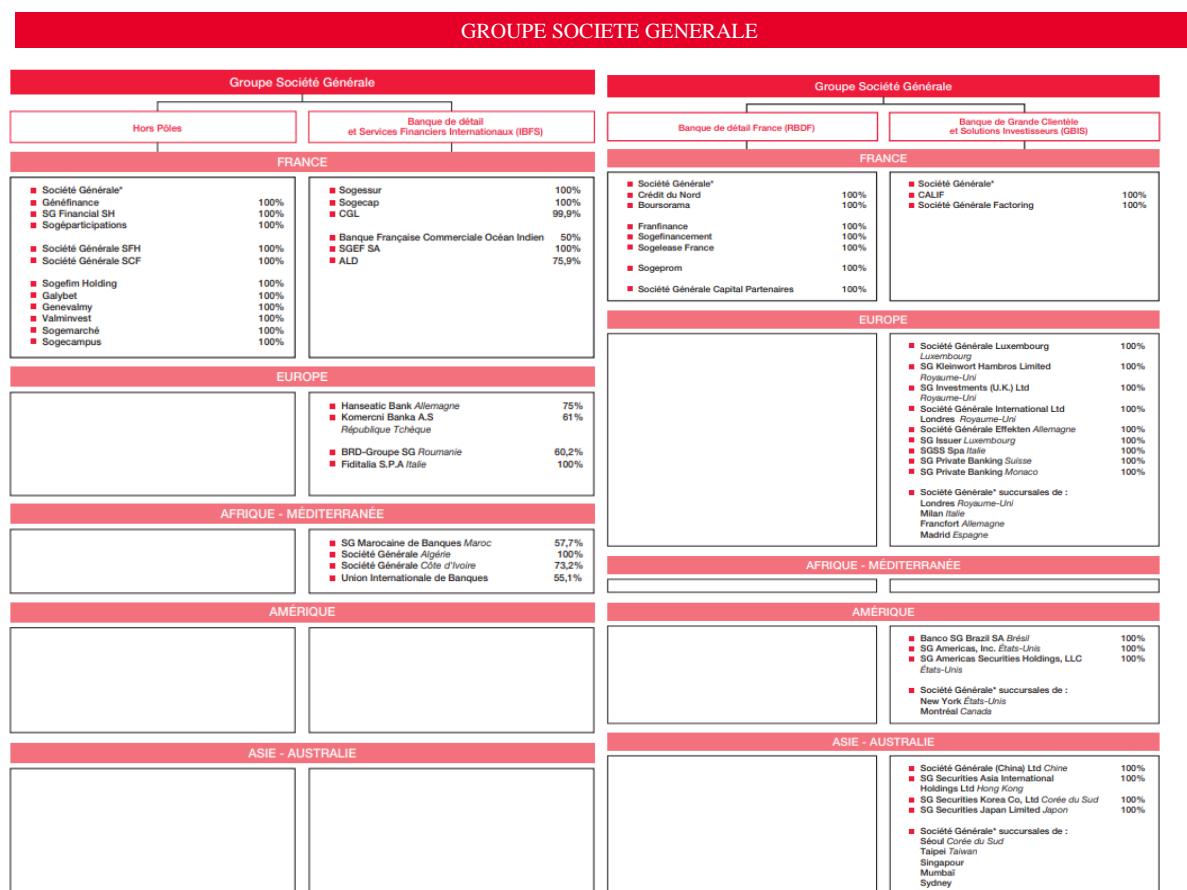 GROUPE SOCIETE GENERALE
Groupe Société Générale
Hors Pôles
Banque de détail
et Services Financiers Internationaux (IBFS)
FRANCE
Société Générale*
Généfinance 100%
SG Financial SH 100%
Sogéparticipations 100%
Société Générale SFH 100%
Société Générale SCF 100%
Sogefim Holding 100%
Galybet 100%
Genevalmy 100%
Valminvest 100%
Sogemarché 100%
Sogecampus 100%
Sogessur 100%
Sogecap 100%
CGL 99,9%
Banque Française Commerciale Océan Indien 50%
SGEF SA 100%
ALD 75,9%
EUROPE
Hanseatic Bank Allemagne 75%
Komercni Banka A.S 61%
République Tchèque
BRD-Groupe SG Roumanie 60,2%
Fiditalia S.P.A Italie 100%
AFRIQUE - MÉDITERRANÉE
SG Marocaine de Banques Maroc 57,7%
Société Générale Algérie 100%
Société Générale Côte d'Ivoire 73,2%
Union Internationale de Banques 55,1%
AMÉRIQUE
ASIE - AUSTRALIE
Groupe Société Générale
Banque de détail France (RBDF)
Banque de Grande Clientèle
et Solutions Investisseurs (GBIS)
FRANCE
Société Générale*
Crédit du Nord 100%
Boursorama 100%
Franfinance 100%
Sogefinancement 100%
Sogelease France 100%
Sogeprom 100%
Société Générale Capital Partenaires 100%
Société Générale*
CALIF 100%
Société Générale Factoring 100%
EUROPE
Société Générale Luxembourg 100%
Luxembourg
SG Kleinwort Hambros Limited 100%
Royaume-Uni
SG Investments (U.K.) Ltd 100%
Royaume-Uni
Société Générale International Ltd 100%
Londres Royaume-Uni
Société Générale Effekten Allemagne 100%
SG Issuer Luxembourg 100%
SGSS Spa Italie 100%
SG Private Banking Suisse 100%
SG Private Banking Monaco 100%
Société Générale* succursales de :
Londres Royaume-Uni
Milan Italie
Francfort Allemagne
Madrid Espagne
AFRIQUE - MÉDITERRANÉE
AMÉRIQUE
Banco SG Brazil SA Brésil 100%
SG Americas, Inc. États-Unis 100%
SG Americas Securities Holdings, LLC 100%
États-Unis
Société Générale* succursales de :
New York États-Unis
Montréal Canada
ASIE - AUSTRALIE
Société Générale (China) Ltd Chine 100%
SG Securities Asia International 100%
Holdings Ltd Hong Kong
SG Securities Korea Co, Ltd Corée du Sud 100%
SG Securities Japan Limited Japon 100%
Société Générale* succursales de :
Séoul Corée du Sud
Taipei Taiwan
Singapour
Mumbaï
Sydney